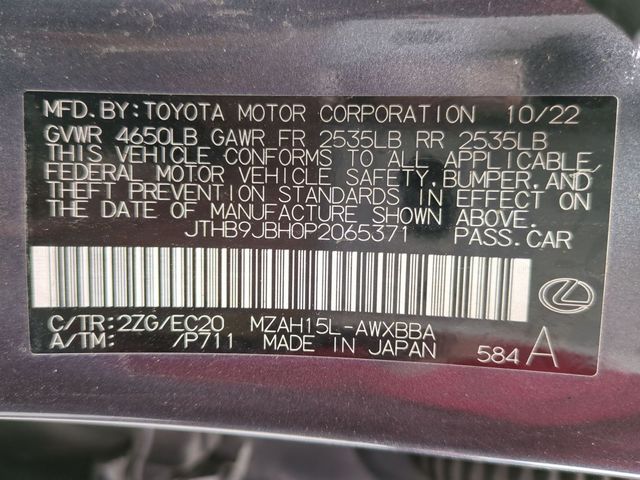 MFD. BY: TOYOTA MOTOR CORPORATION 10/22
GVWR 4650LB GAWR FR 2535LB RR 2535LB
THIS VEHICLE CONFORMS TO ALL APPLICABLE
FEDERAL MOTOR VEHICLE SAFETY, BUMPER, AND
THEFT PREVENTION STANDARDS IN EFFECT ON
THE DATE OF MANUFACTURE SHOWN ABOVE.
JTHB9JBH0P2065371 PASS. CAR
C/TR: 2ZG/EC20 MZAH15L-AWXBBA
A/TM: /P711 MADE IN JAPAN 584 A